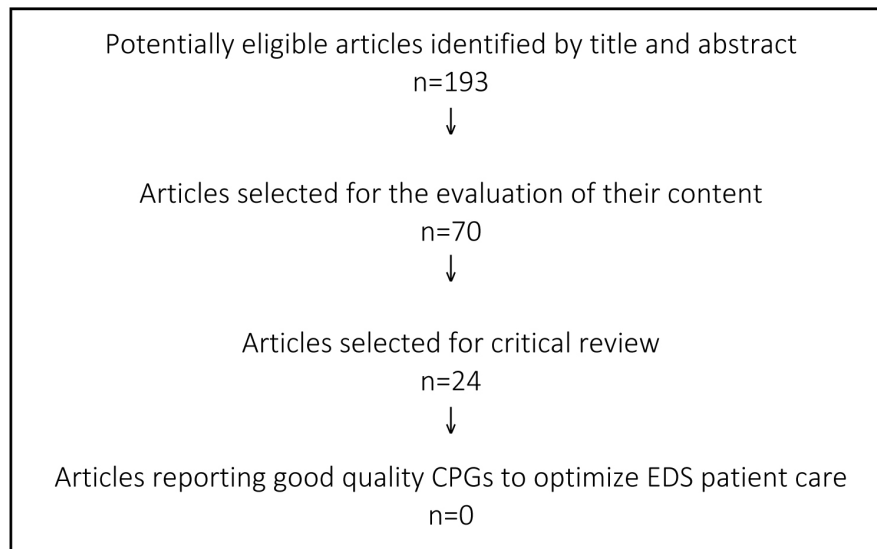 Potentially eligible articles identified by title and abstract
n=193
↓
Articles selected for the evaluation of their content
n=70
↓
Articles selected for critical review
n=24
↓
Articles reporting good quality CPGs to optimize EDS patient care
n=0